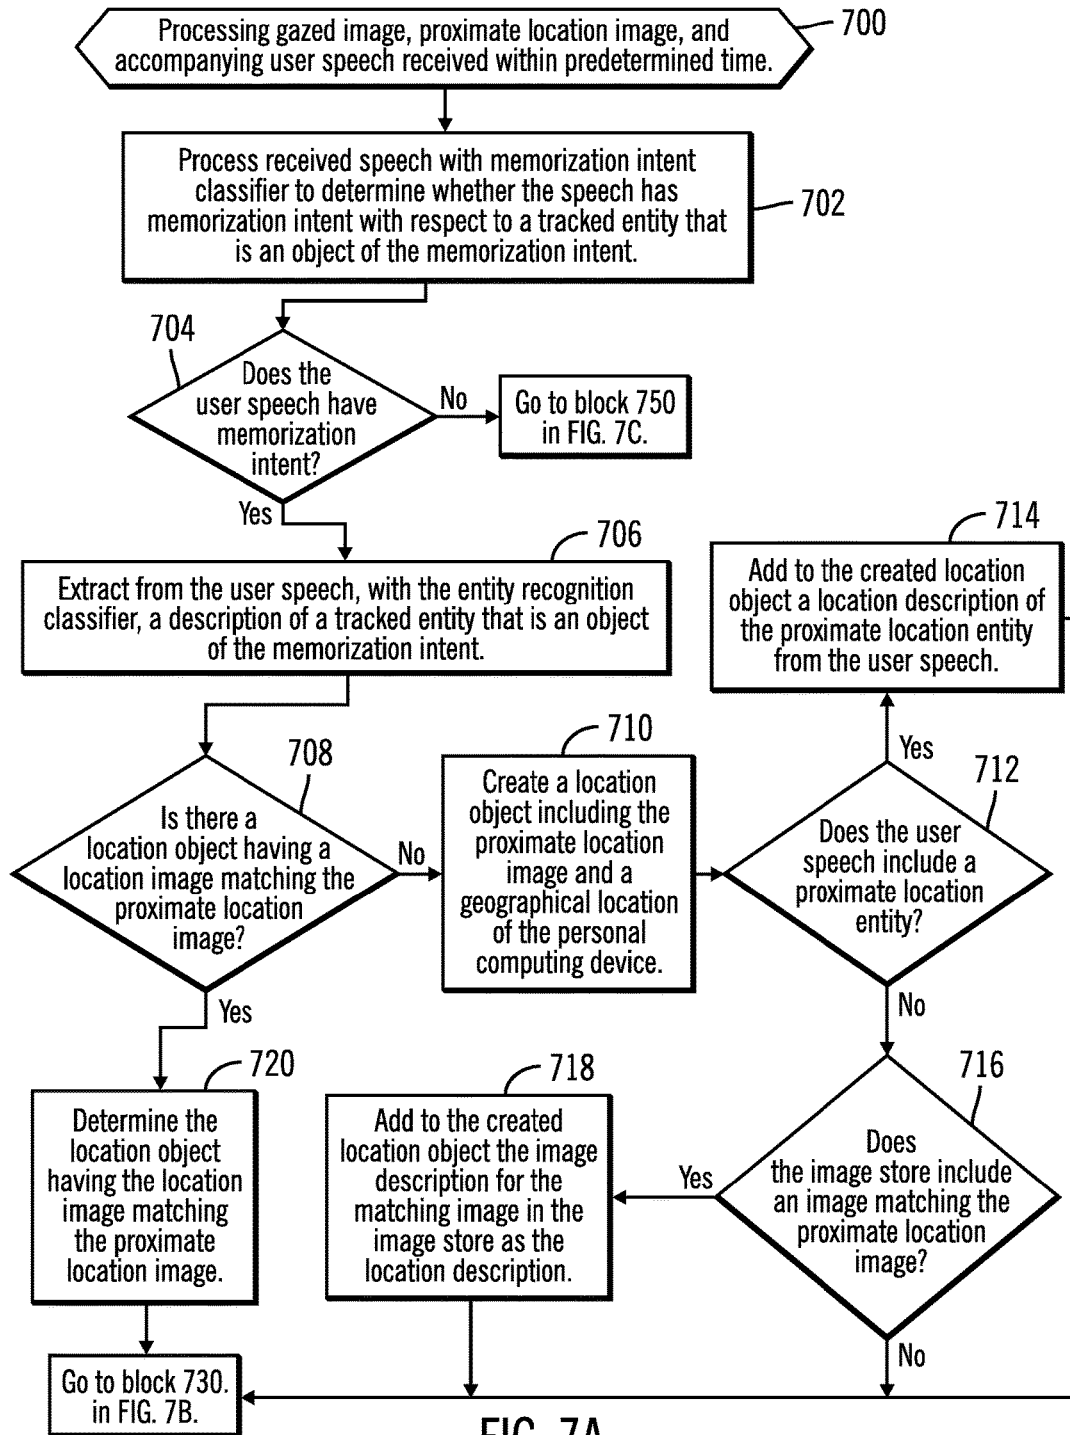 Processing gazed image, proximate location image, and
accompanying user speech received within predetermined time.
700
Process received speech with memorization intent
classifier to determine whether the speech has
memorization intent with respect to a tracked entity that
is an object of the memorization intent.
702
704
Does the
user speech have
memorization
intent?
No
Go to block 750
in FIG. 7C.
Yes
706
Extract from the user speech, with the entity recognition
classifier, a description of a tracked entity that is an object
of the memorization intent.
714
Add to the created location
object a location description of
the proximate location entity
from the user speech.
708
Is there a
location object having a
location image matching the
proximate location
image?
No
710
Create a location
object including the
proximate location
image and a
geographical location
of the personal
computing device.
Yes
712
Does the user
speech include a
proximate location
entity?
No
Yes
720
Determine the
location object
having the location
image matching
the proximate
location image.
718
Add to the created
location object the image
description for the
matching image in the
image store as the
location description.
Yes
716
Does
the image store include
an image matching the
proximate location
image?
No
Go to block 730.
in FIG. 7B.
FIG. 7A